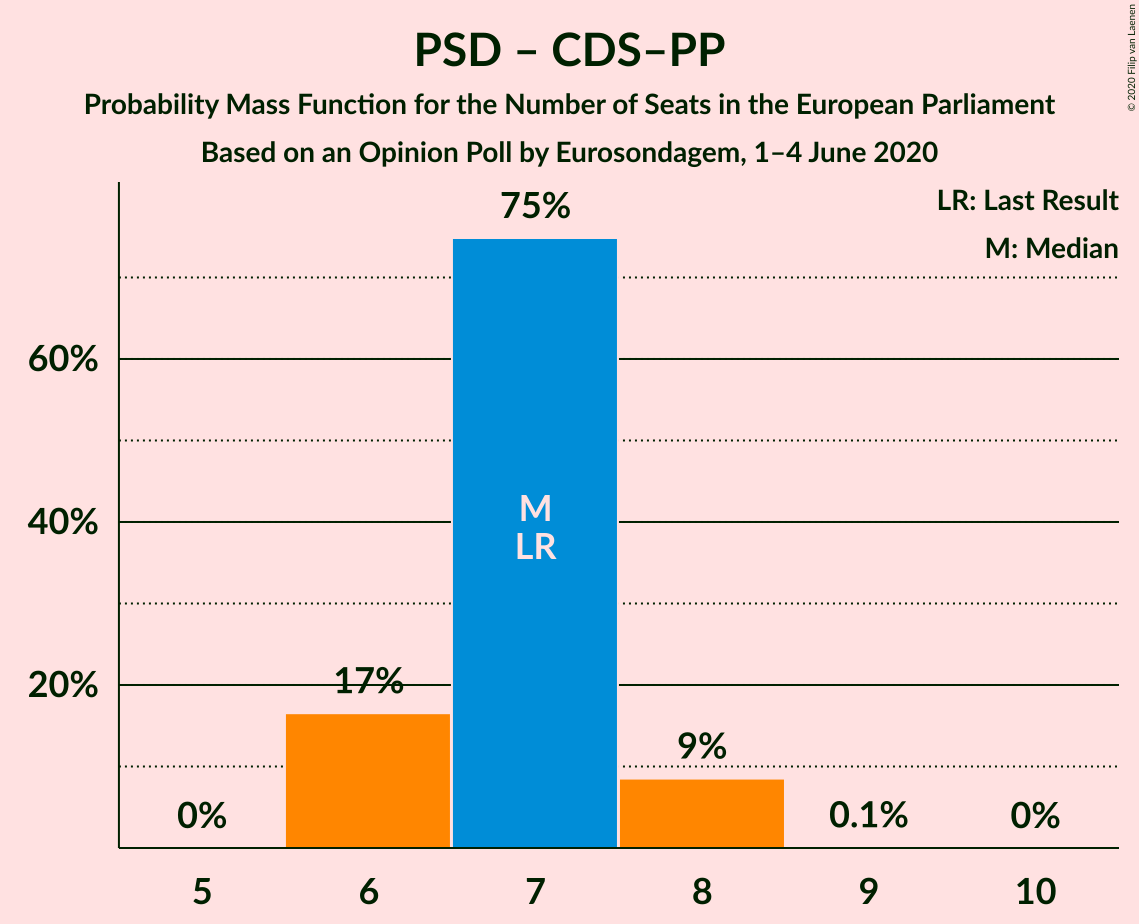 PSD – CDS–PP
Probability Mass Function for the Number of Seats in the European Parliament
Based on an Opinion Poll by Eurosondagem, 1–4 June 2020
© 2020 Filip van Laenen
LR: Last Result
M: Median
75%
60%
40%
20%
M
LR
17%
9%
0%
0.1%
0%
5 6 7 8 9 10